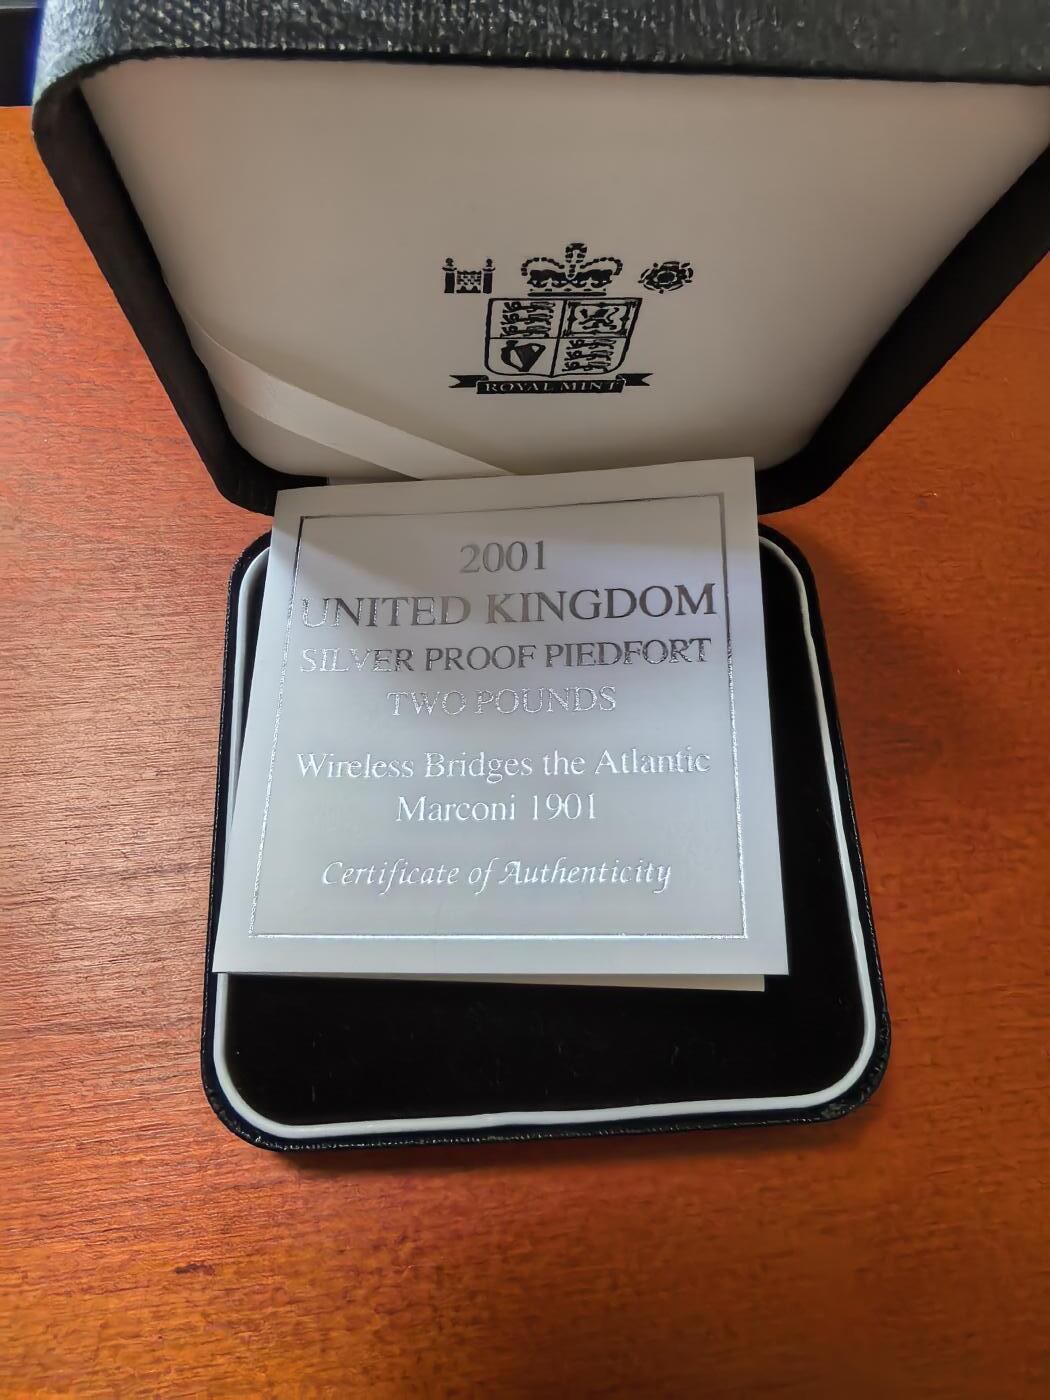 ROYAL MINT
2001
UNITED KINGDOM
SILVER PROOF PIEDFORT
TWO POUNDS
Wireless Bridges the Atlantic
Marconi 1901
Certificate of Authenticity